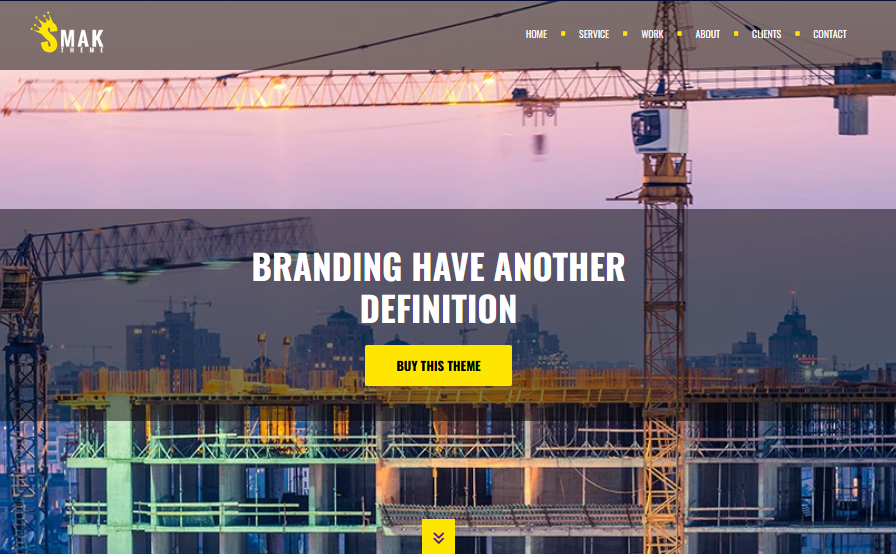 SMAK
THEME
HOME
SERVICE
WORK
ABOUT
CLIENTS
CONTACT
BRANDING HAVE ANOTHER
DEFINITION
BUY THIS THEME